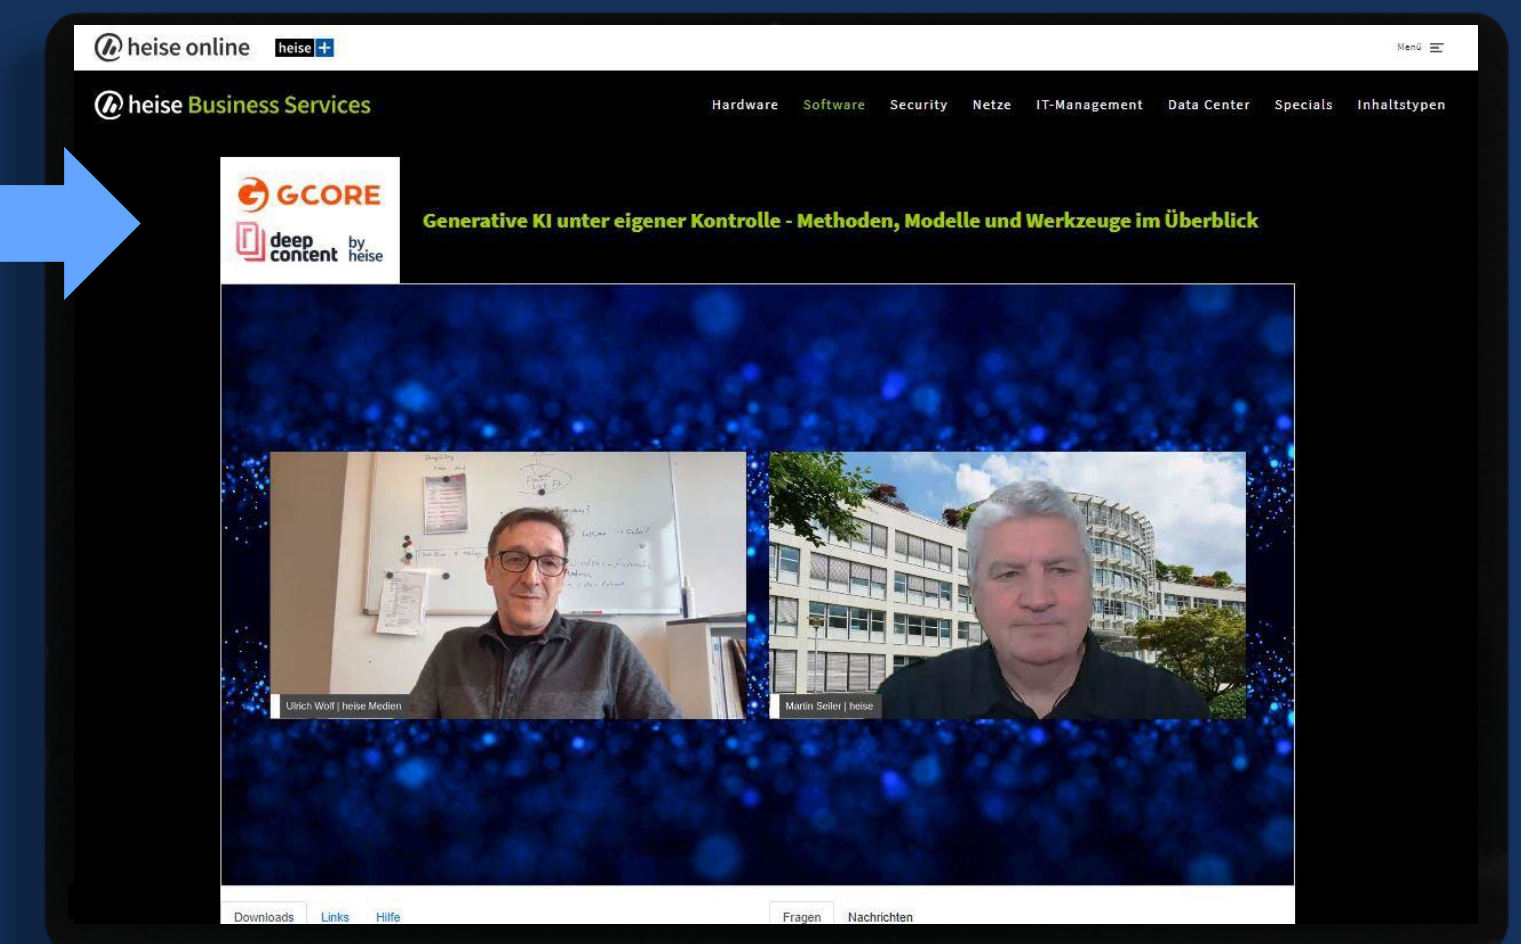 heise online heise +
Menü
heise Business Services
Hardware Software Security Netze IT-Management Data Center Specials Inhaltstypen
GCORE
deep content by heise
Generative KI unter eigener Kontrolle - Methoden, Modelle und Werkzeuge im Überblick
Ulrich Wolf | heise Medien
Martin Seiler | heise
Downloads Links Hilfe
Fragen Nachrichten